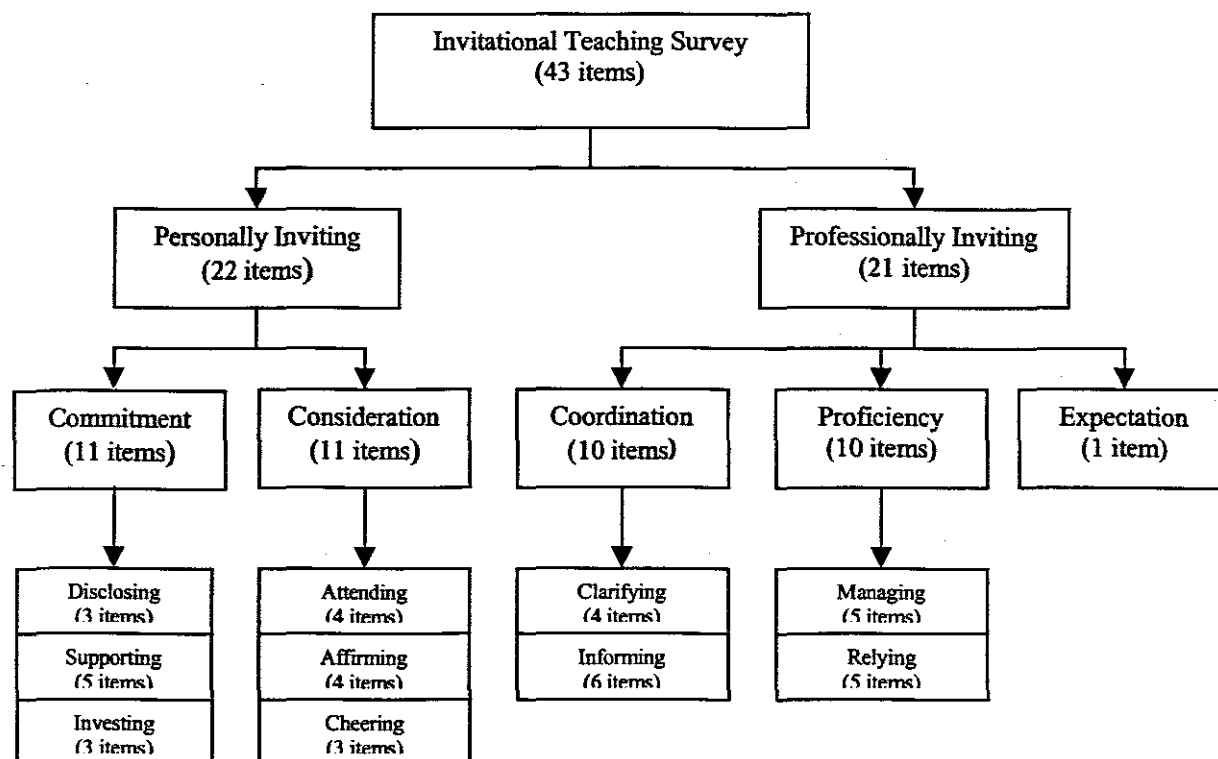 Invitational Teaching Survey
(43 items)
Personally Inviting
(22 items)
Professionally Inviting
(21 items)
Commitment
(11 items)
Consideration
(11 items)
Coordination
(10 items)
Proficiency
(10 items)
Expectation
(1 item)
Disclosing
(3 items)
Supporting
(5 items)
Investing
(3 items)
Attending
(4 items)
Affirming
(4 items)
Cheering
(3 items)
Clarifying
(4 items)
Informing
(6 items)
Managing
(5 items)
Relying
(5 items)